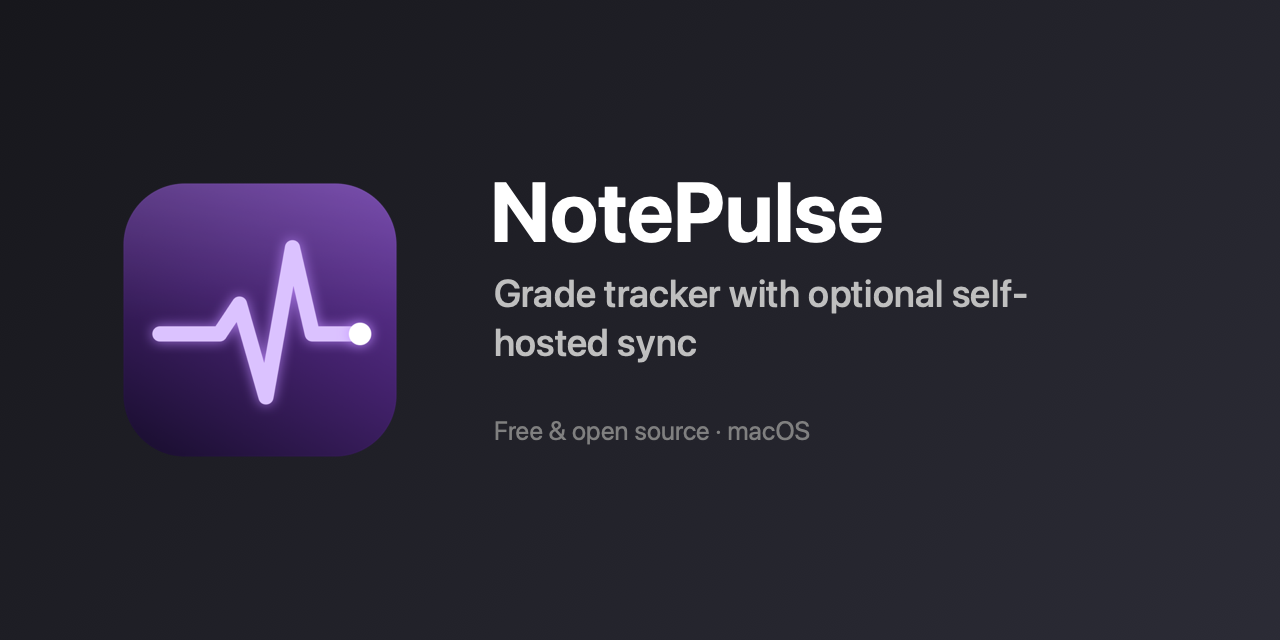 NotePulse
Grade tracker with optional self-
hosted sync
Free & open source · macOS